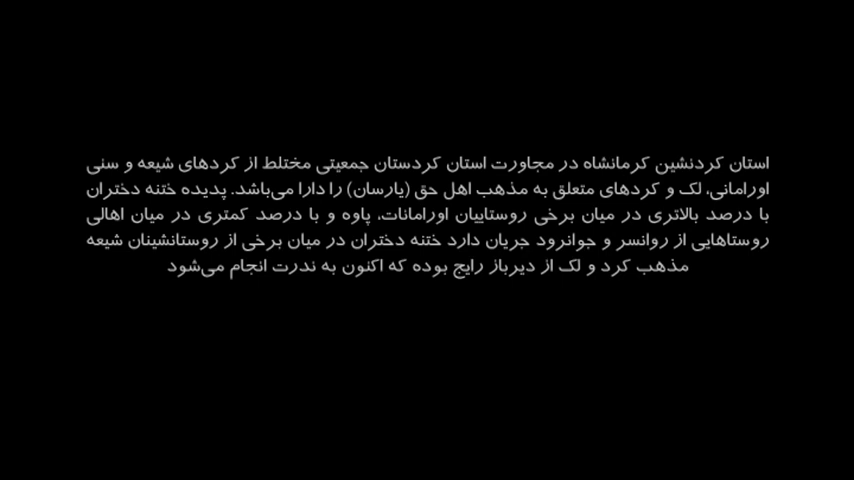 استان کردنشین کرمانشاه در مجاورت استان کردستان جمعیتی مختلط از کردهای شیعه و سنی
اورامانی، لک و کردهای متعلق به مذهب اهل حق (یارسان) را دارا می‌باشد. پدیده ختنه دختران
با درصد بالاتری در میان برخی روستاییان اورامانات، پاوه و با درصد کمتری در میان اهالی
روستاهایی از روانسر و جوانرود جریان دارد ختنه دختران در میان برخی از روستانشینان شیعه
مذهب کرد و لک از دیرباز رایج بوده که اکنون به ندرت انجام می‌شود